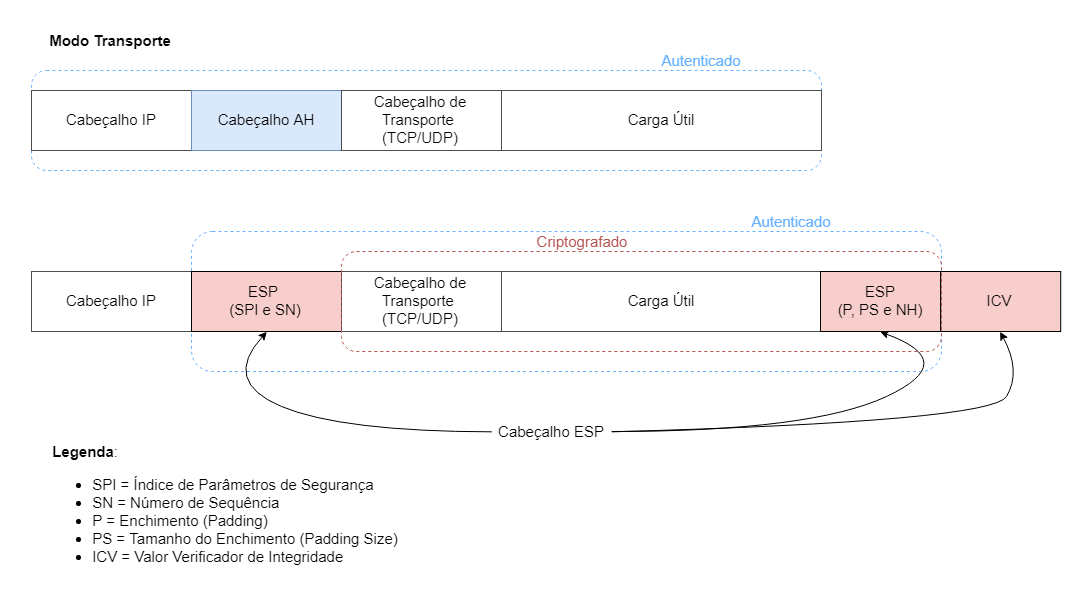 Modo Transporte
Autenticado
Cabeçalho IP
Cabeçalho AH
Cabeçalho de
Transporte
(TCP/UDP)
Carga Útil
Autenticado
Criptografado
Cabeçalho IP
ESP
(SPI e SN)
Cabeçalho de
Transporte
(TCP/UDP)
Carga Útil
ESP
(P, PS e NH)
ICV
Cabeçalho ESP
Legenda:
• SPI = Índice de Parâmetros de Segurança
• SN = Número de Sequência
• P = Enchimento (Padding)
• PS = Tamanho do Enchimento (Padding Size)
• ICV = Valor Verificador de Integridade